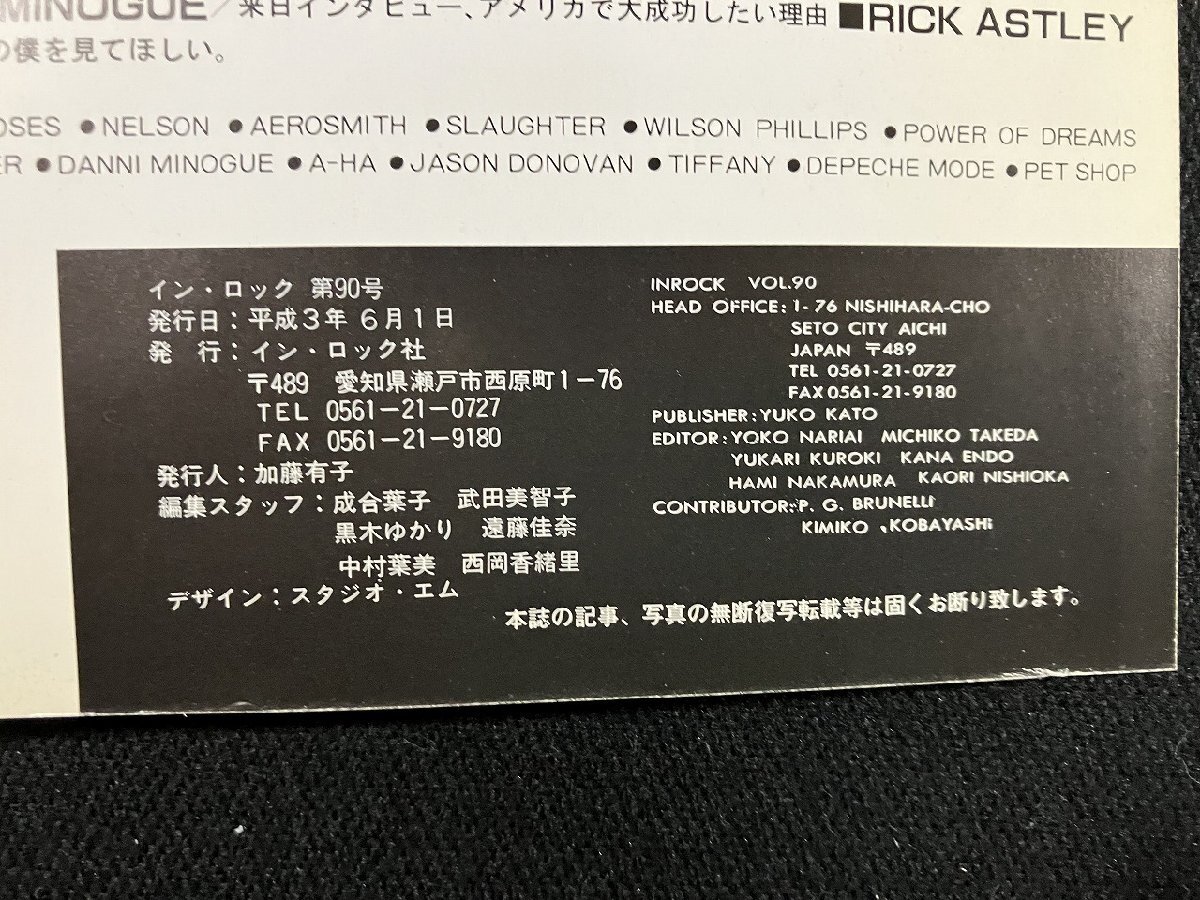 MINOGUE/来日インタビュー、アメリカで大成功したい理由 ■RICK ASTLEY
の僕を見てほしい。
OSES ●NELSON ●AEROSMITH ●SLAUGHTER ●WILSON PHILLIPS ●POWER OF DREAMS
ER ●DANNI MINOGUE ●A-HA ●JASON DONOVAN ●TIFFANY ●DEPECHE MODE ●PET SHOP
イン・ロック 第90号
発行日：平成3年 6月1日
発 行：イン・ロック社
〒489 愛知県瀬戸市西原町1-76
TEL 0561-21-0727
FAX 0561-21-9180
発行人：加藤有子
編集スタッフ：成合葉子 武田美智子
黒木ゆかり 遠藤佳奈
中村葉美 西岡香緒里
デザイン：スタジオ・エム
INROCK VOL.90
HEAD OFFICE: 1-76 NISHIHARA-CHO
SETO CITY AICHI
JAPAN 〒489
TEL 0561-21-0727
FAX 0561-21-9180
PUBLISHER: YUKO KATO
EDITOR: YOKO NARIAI MICHIKO TAKEDA
YUKARI KUROKI KANA ENDO
HAMI NAKAMURA KAORI NISHIOKA
CONTRIBUTOR: P. G. BRUNELLI
KIMIKO KOBAYASHI
本誌の記事、写真の無断復写転載等は固くお断り致します。